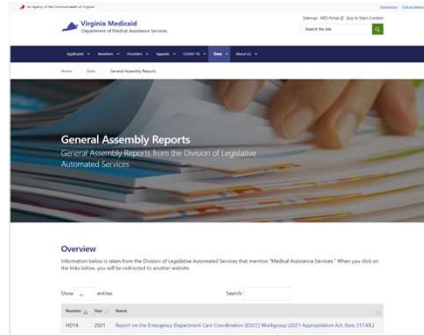 An Agency of the Commonwealth of Virginia
Virginia Medicaid
Department of Medical Assistance Services
Sitemap MES Portal Skip to Main Content
Search the site
Applicants Members Providers Appeals COVID-19 Data About Us
Home Data General Assembly Reports
General Assembly Reports
General Assembly Reports from the Division of Legislative
Automated Services
Overview
Information below is taken from the Division of Legislative Automated Services that mention "Medical Assistance Services." When you click on
the links below, you will be redirected to another website
Show entries Search:
Number Year Name
HD14 2021 Report on the Emergency Department Care Coordination (EDCC) Workgroup (2021 Appropriation Act, Item 317.XX.)